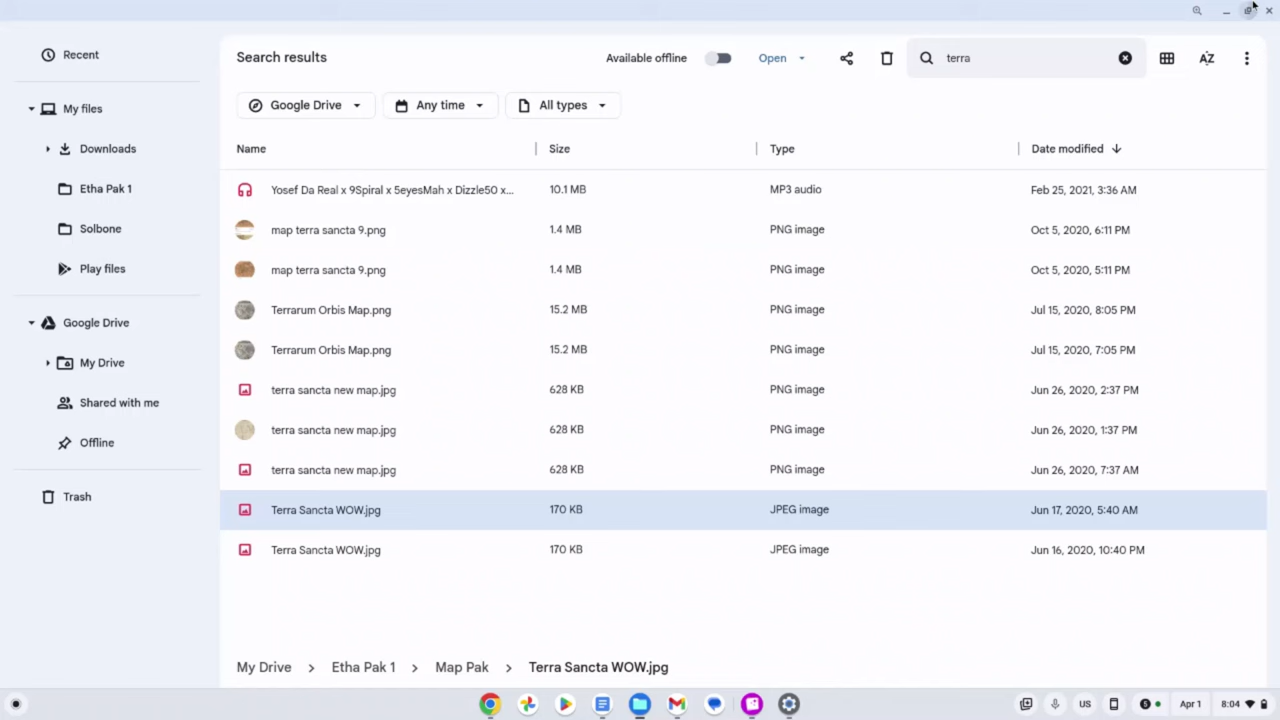 Recent
My files
Downloads
Etha Pak 1
Solbone
Play files
Google Drive
My Drive
Shared with me
Offline
Trash
Search results
Available offline
Open
terra
Google Drive
Any time
All types
Name Size Type Date modified
Yosef Da Real x 9Spiral x 5eyesMah x Dizzle50 x... 10.1 MB MP3 audio Feb 25, 2021, 3:36 AM
map terra sancta 9.png 1.4 MB PNG image Oct 5, 2020, 6:11 PM
map terra sancta 9.png 1.4 MB PNG image Oct 5, 2020, 5:11 PM
Terrarum Orbis Map.png 15.2 MB PNG image Jul 15, 2020, 8:05 PM
Terrarum Orbis Map.png 15.2 MB PNG image Jul 15, 2020, 7:05 PM
terra sancta new map.jpg 628 KB PNG image Jun 26, 2020, 2:37 PM
terra sancta new map.jpg 628 KB PNG image Jun 26, 2020, 1:37 PM
terra sancta new map.jpg 628 KB PNG image Jun 26, 2020, 7:37 AM
Terra Sancta WOW.jpg 170 KB JPEG image Jun 17, 2020, 5:40 AM
Terra Sancta WOW.jpg 170 KB JPEG image Jun 16, 2020, 10:40 PM
My Drive > Etha Pak 1 > Map Pak > Terra Sancta WOW.jpg
US Apr 1 8:04